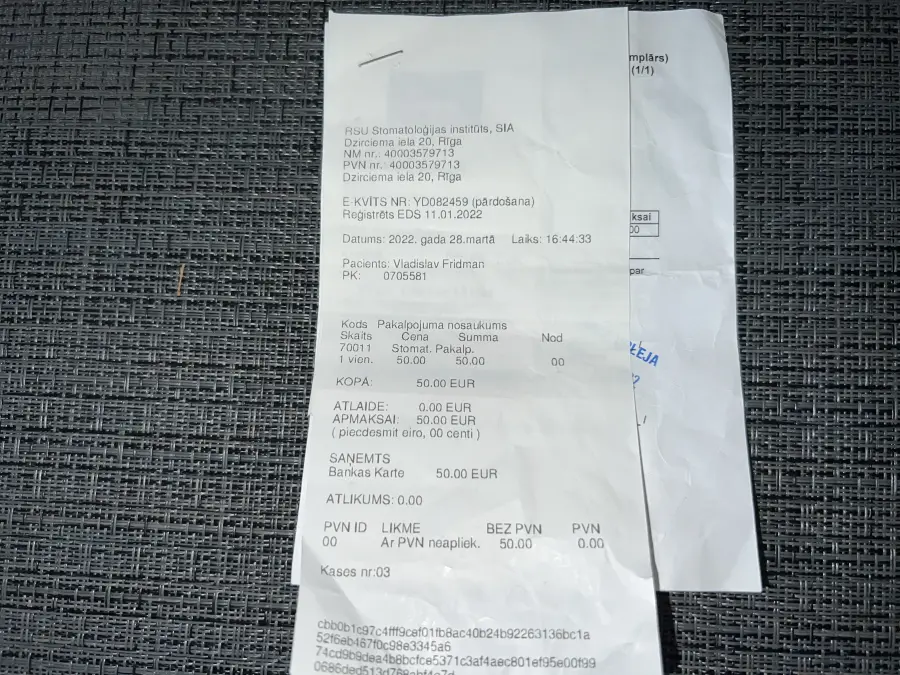 RSU Stomatoloģijas institūts, SIA
Dzirciema iela 20, Rīga
NM nr.: 40003579713
PVN nr.: 40003579713
Dzirciema iela 20, Rīga
E-KVĪTS NR: YD082459 (pārdošana)
Reģistrēts EDS 11.01.2022
Datums: 2022. gada 28.martā Laiks: 16:44:33
Pacients: Vladislav Fridman
PK: 0705581
Kods Pakalpojuma nosaukums
Skaits Cena Summa Nod
70011 Stomat. Pakalp.
1 vien. 50.00 50.00 00
KOPĀ: 50.00 EUR
ATLAIDE: 0.00 EUR
APMAKSAI: 50.00 EUR
( piecdesmit eiro, 00 centi )
SAŅEMTS
Bankas Karte 50.00 EUR
ATLIKUMS: 0.00
PVN ID LIKME BEZ PVN PVN
00 Ar PVN neapliek. 50.00 0.00
Kases nr:03
cbb0b1c97c4fff9cef01fb8ac40b24b92263136bc1a
52f6eb467f0c98e3345a6
74cd9b9dea4b8bcfce5371c3af4aec801ef95e00f99
mplārs)
(1/1)
ksai
00
par